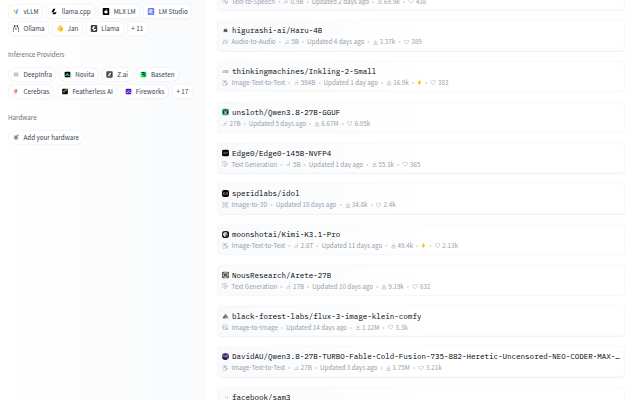 vLLM llama.cpp MLX LM LM Studio
Ollama Jan Llama + 11
Inference Providers
DeepInfra Novita Z.ai Baseten
Cerebras Featherless AI Fireworks + 17
Hardware
Add your hardware
higurashi-ai/Haru-4B
Audio-to-Audio • 5B • Updated 4 days ago • 1.37k • 389
thinkingmachines/Inkling-2-Small
Image-Text-to-Text • 394B • Updated 1 day ago • 16.9k • 382
unsloth/Qwen3.8-27B-GGUF
27B • Updated 5 days ago • 6.67M • 6.05k
Edge0/Edge0-145B-NVFP4
Text Generation • 5B • Updated 1 day ago • 55.3k • 365
speridlabs/idol
Image-to-3D • Updated 10 days ago • 34.6k • 2.4k
moonshotai/Kimi-K3.1-Pro
Image-Text-to-Text • 2.8T • Updated 11 days ago • 49.4k • 2.13k
NousResearch/Arete-27B
Text Generation • 27B • Updated 10 days ago • 9.19k • 632
black-forest-labs/flux-3-image-klein-comfy
Image-to-Image • Updated 14 days ago • 1.12M • 3.3k
DavidAU/Qwen3.8-27B-TURBO-Fable-Cold-Fusion-735-882-Heretic-Uncensored-NEO-CODER-MAX-…
Image-Text-to-Text • 27B • Updated 3 days ago • 1.75M • 3.21k
facebook/sam3